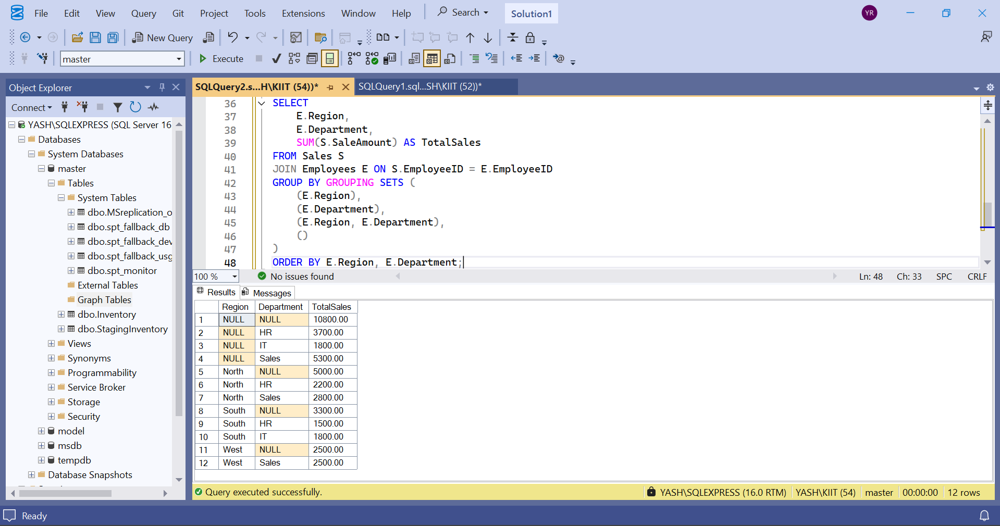 File Edit View Query Git Project Tools Extensions Window Help Search Solution1 YR
New Query
master Execute
Object Explorer
Connect
YASH\SQLEXPRESS (SQL Server 16
Databases
System Databases
master
Tables
System Tables
dbo.MSreplication_o
dbo.spt_fallback_db
dbo.spt_fallback_dev
dbo.spt_fallback_usg
dbo.spt_monitor
External Tables
Graph Tables
dbo.Inventory
dbo.StagingInventory
Views
Synonyms
Programmability
Service Broker
Storage
Security
model
msdb
tempdb
Database Snapshots
SQLQuery2.s...H\KIIT (54))* SQLQuery1.sql...SH\KIIT (52))*
36 SELECT
37 E.Region,
38 E.Department,
39 SUM(S.SaleAmount) AS TotalSales
40 FROM Sales S
41 JOIN Employees E ON S.EmployeeID = E.EmployeeID
42 GROUP BY GROUPING SETS (
43 (E.Region),
44 (E.Department),
45 (E.Region, E.Department),
46 ()
47 )
48 ORDER BY E.Region, E.Department;
100 % No issues found Ln: 48 Ch: 33 SPC CRLF
Results Messages
Region Department TotalSales
1 NULL NULL 10800.00
2 NULL HR 3700.00
3 NULL IT 1800.00
4 NULL Sales 5300.00
5 North NULL 5000.00
6 North HR 2200.00
7 North Sales 2800.00
8 South NULL 3300.00
9 South HR 1500.00
10 South IT 1800.00
11 West NULL 2500.00
12 West Sales 2500.00
Query executed successfully. YASH\SQLEXPRESS (16.0 RTM) YASH\KIIT (54) master 00:00:00 12 rows
Ready